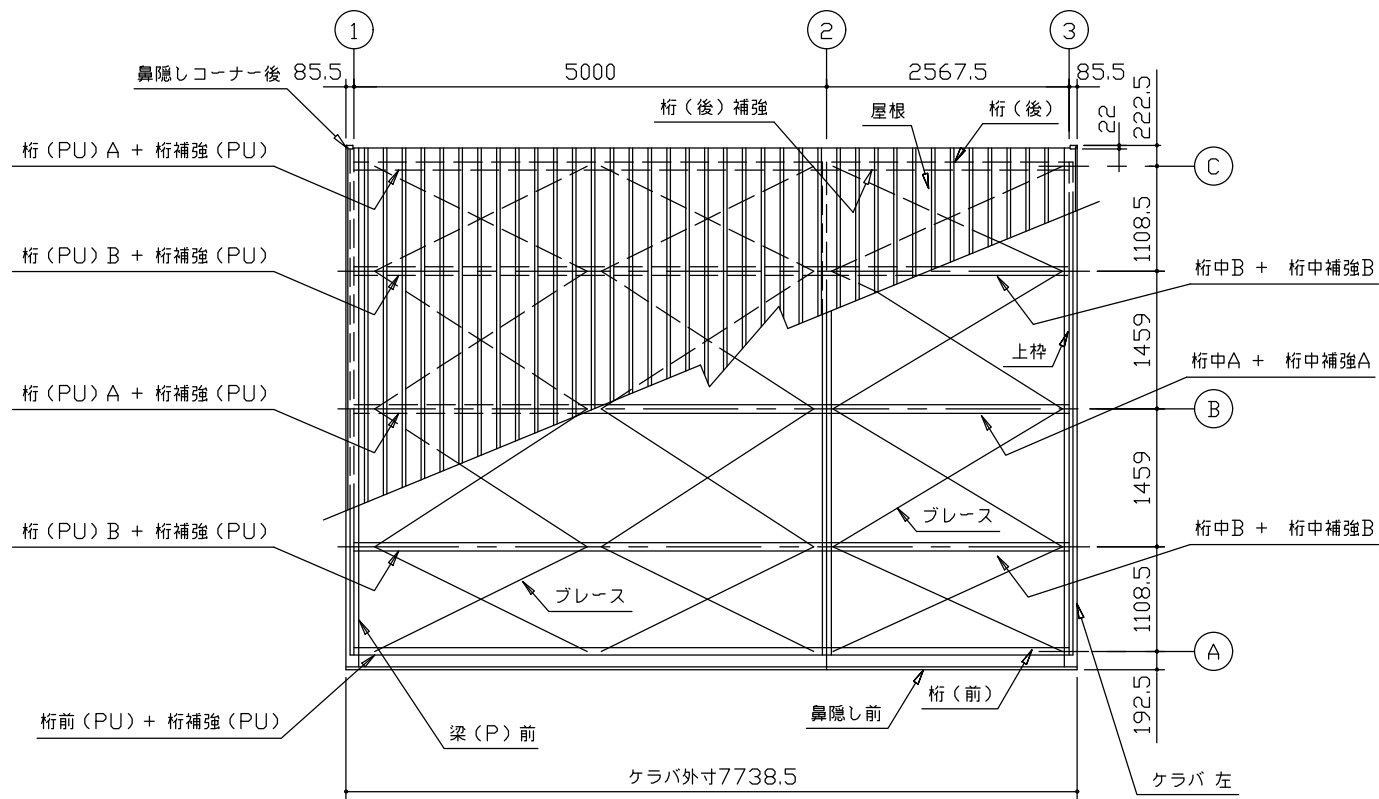 1
2
3
鼻隠しコーナー後
85.5
5000
2567.5
85.5
桁（後）補強
屋根
桁（後）
22
222.5
桁（PU）A + 桁補強（PU）
C
1108.5
桁（PU）B + 桁補強（PU）
桁中B + 桁中補強B
1459
上枠
桁中A + 桁中補強A
桁（PU）A + 桁補強（PU）
B
1459
ブレース
桁（PU）B + 桁補強（PU）
桁中B + 桁中補強B
ブレース
1108.5
A
192.5
桁前（PU）+ 桁補強（PU）
梁（P）前
鼻隠し前
桁（前）
ケラバ外寸7738.5
ケラバ 左